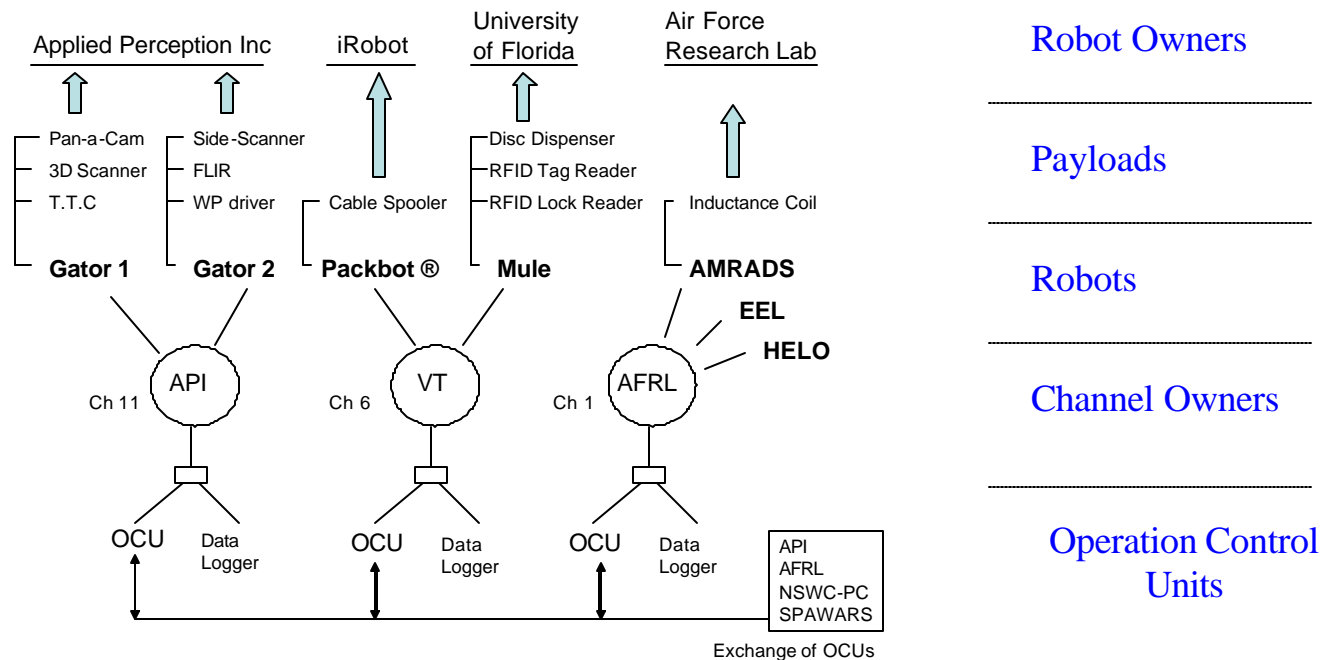 Applied Perception Inc
iRobot
University
of Florida
Air Force
Research Lab
Robot Owners
Pan-a-Cam
3D Scanner
T.T.C
Side-Scanner
FLIR
WP driver
Cable Spooler
Disc Dispenser
RFID Tag Reader
RFID Lock Reader
Inductance Coil
Payloads
Gator 1
Gator 2
Packbot ®
Mule
AMRADS
EEL
HELO
Robots
API
Ch 11
VT
Ch 6
AFRL
Ch 1
Channel Owners
OCU
Data
Logger
OCU
Data
Logger
OCU
Data
Logger
API
AFRL
NSWC-PC
SPAWARS
Exchange of OCUs
Operation Control
Units